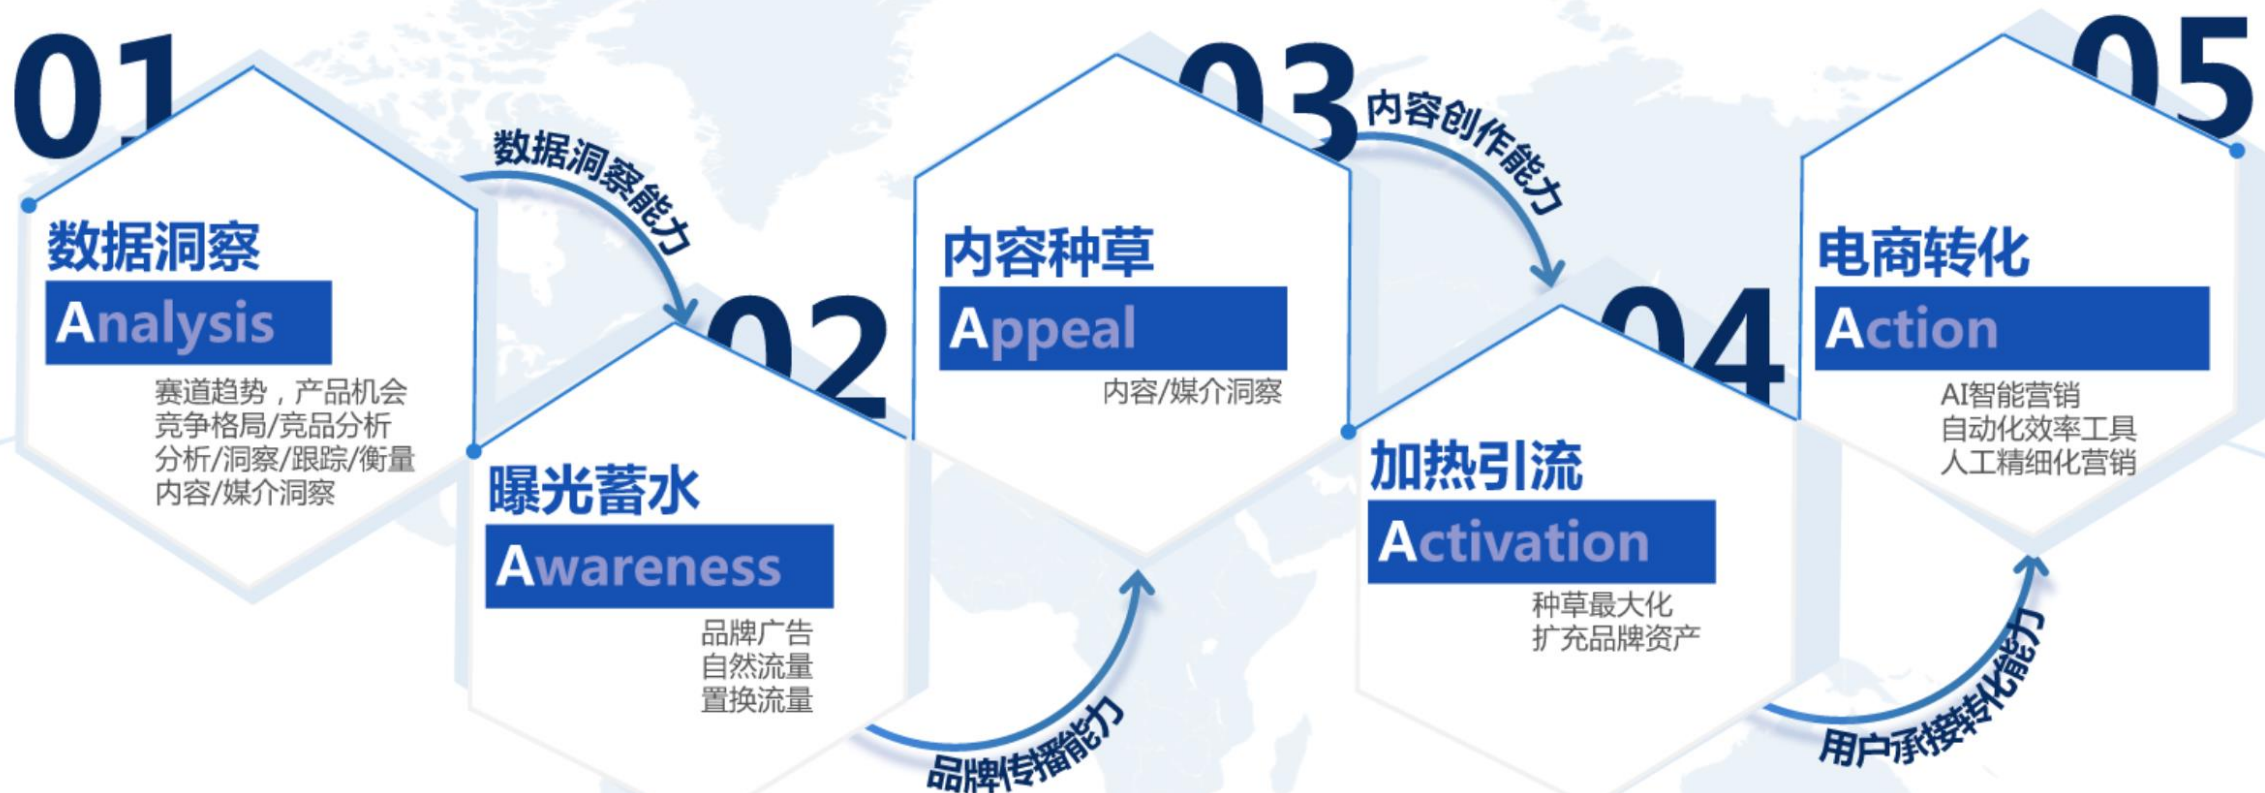 01
数据洞察
Analysis
赛道趋势，产品机会
竞争格局/竞品分析
分析/洞察/跟踪/衡量
内容/媒介洞察
数据洞察能力
02
曝光蓄水
Awareness
品牌广告
自然流量
置换流量
品牌传播能力
03
内容种草
Appeal
内容/媒介洞察
内容创作能力
04
加热引流
Activation
种草最大化
扩充品牌资产
用户承接转化能力
05
电商转化
Action
AI智能营销
自动化效率工具
人工精细化营销